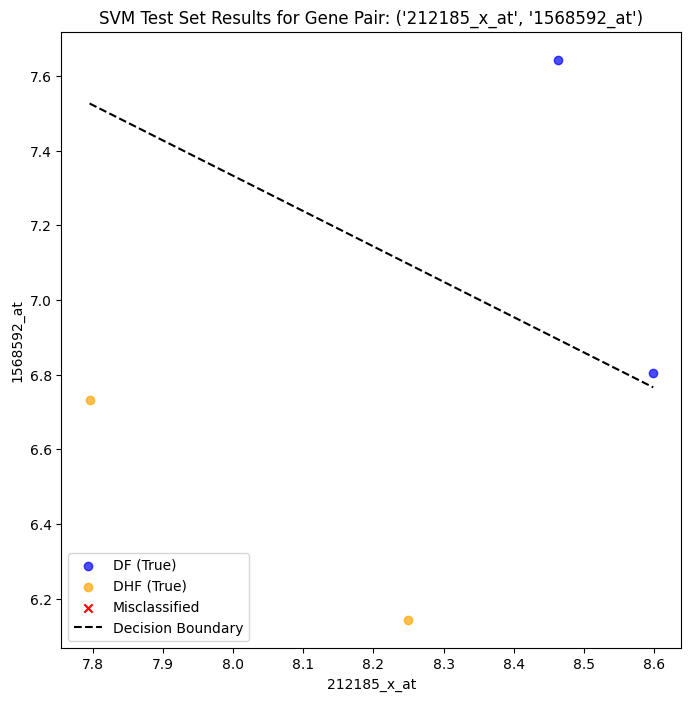 SVM Test Set Results for Gene Pair: ('212185_x_at', '1568592_at')
7.6
7.4
7.2
7.0
6.8
6.6
6.4
6.2
1568592_at
DF (True)
DHF (True)
Misclassified
Decision Boundary
7.8 7.9 8.0 8.1 8.2 8.3 8.4 8.5 8.6
212185_x_at